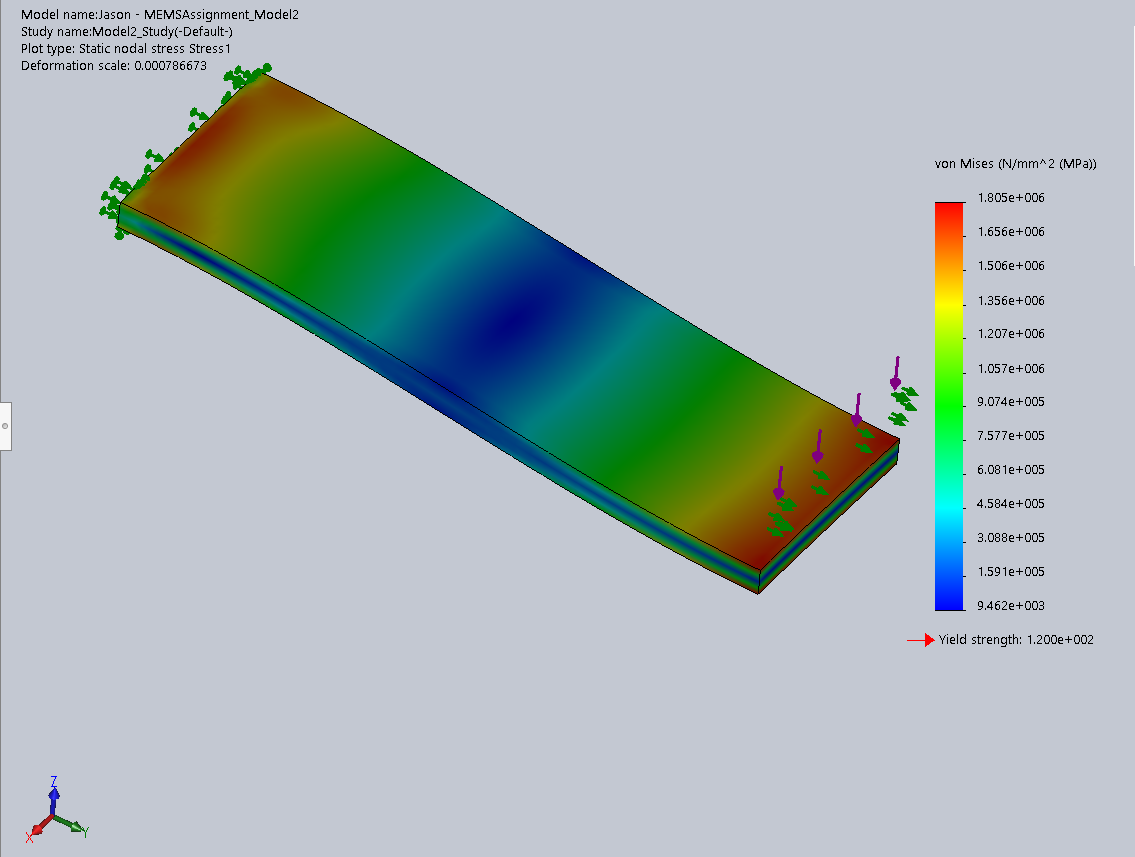 Model name:Jason - MEMSAssignment_Model2
Study name:Model2_Study(-Default-)
Plot type: Static nodal stress Stress1
Deformation scale: 0.000786673
von Mises (N/mm^2 (MPa))
1.805e+006
1.656e+006
1.506e+006
1.356e+006
1.207e+006
1.057e+006
9.074e+005
7.577e+005
6.081e+005
4.584e+005
3.088e+005
1.591e+005
9.462e+003
Yield strength: 1.200e+002
Z
X
Y